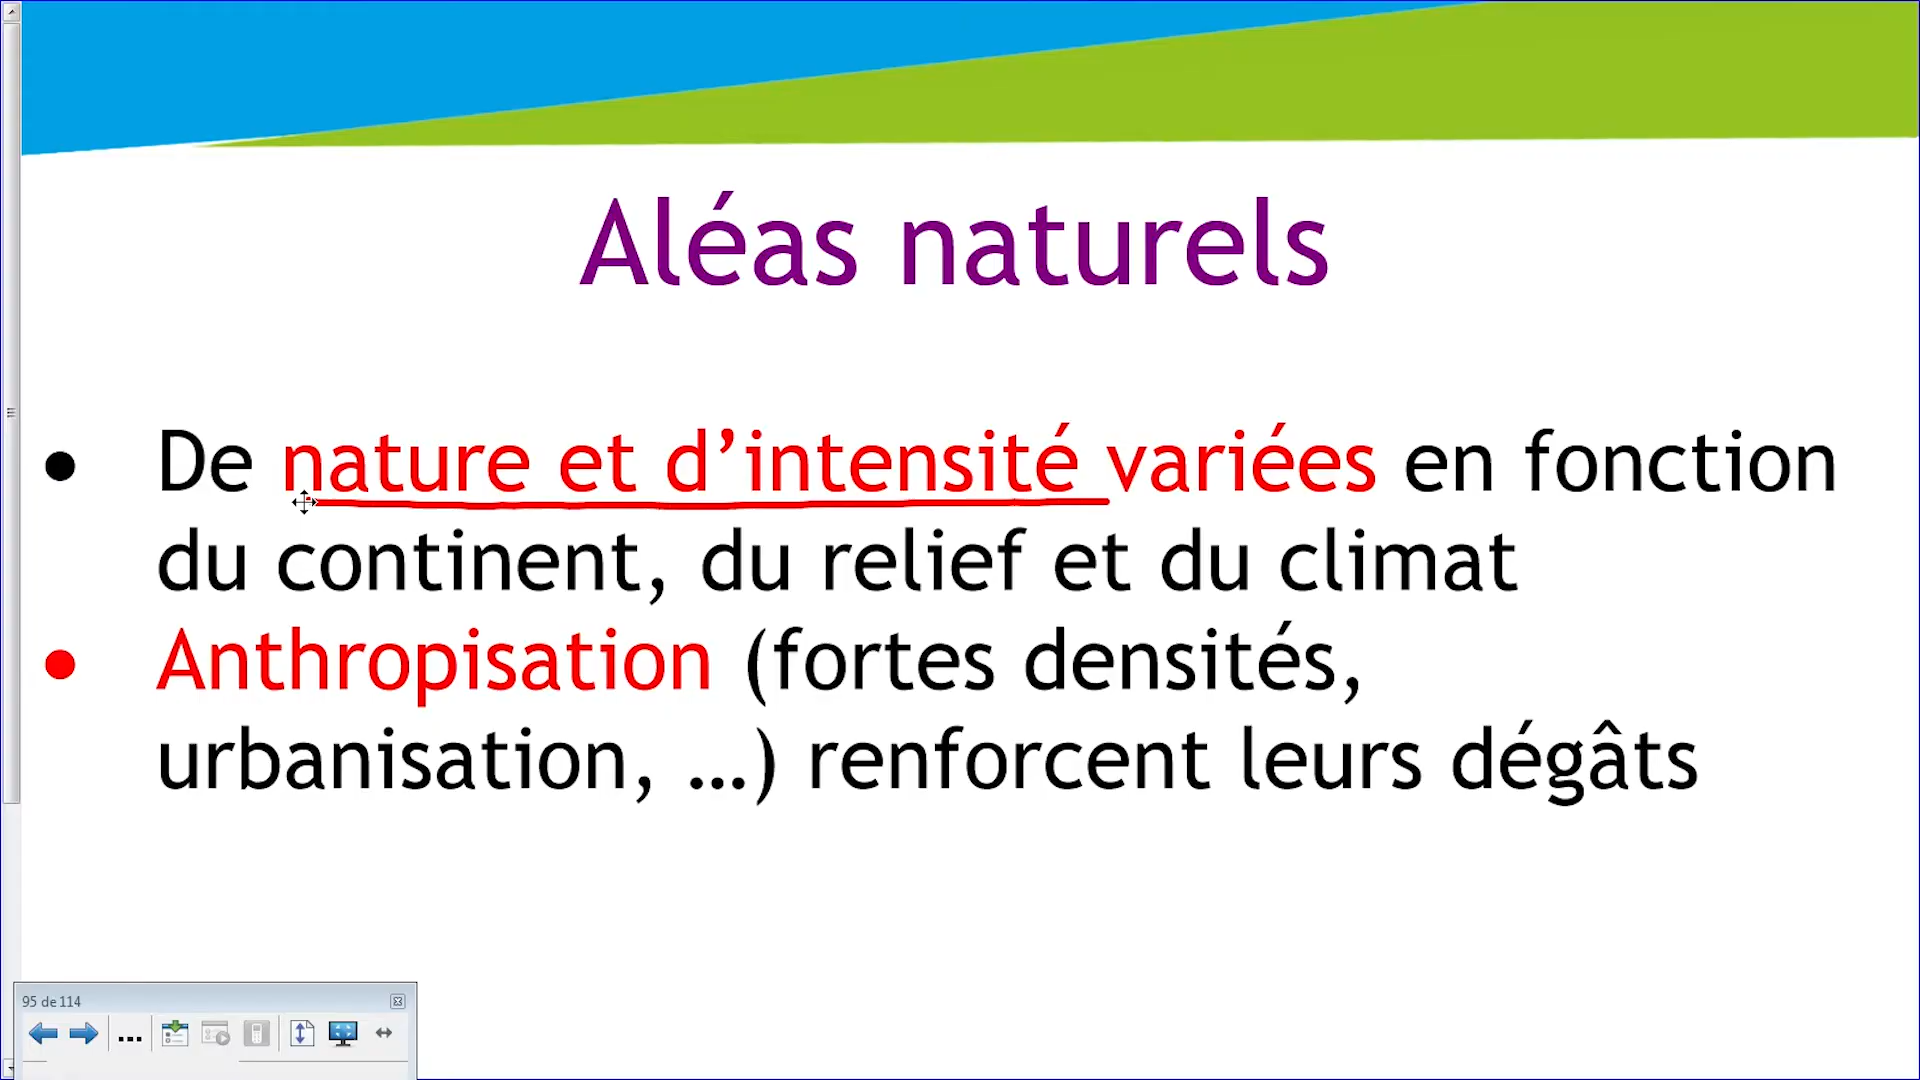 Aléas naturels
• De nature et d’intensité variées en fonction
du continent, du relief et du climat
• Anthropisation (fortes densités,
urbanisation, …) renforcent leurs dégâts
95 de 114